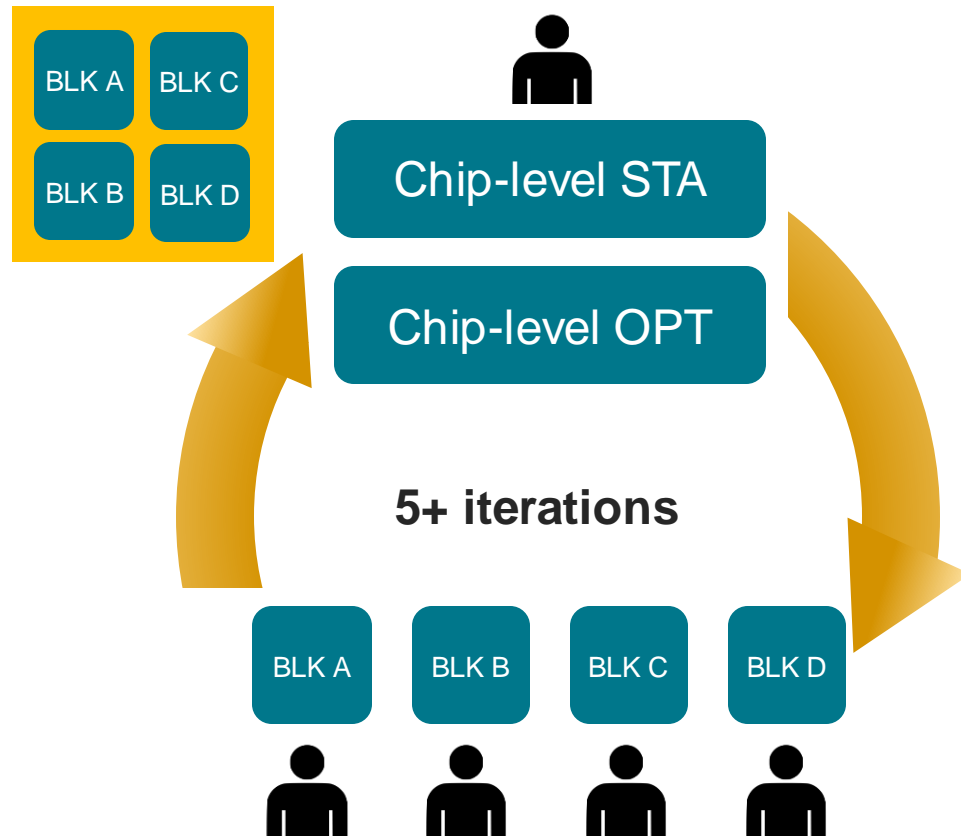 BLK A
BLK C
BLK B
BLK D
Chip-level STA
Chip-level OPT
5+ iterations
BLK A
BLK B
BLK C
BLK D